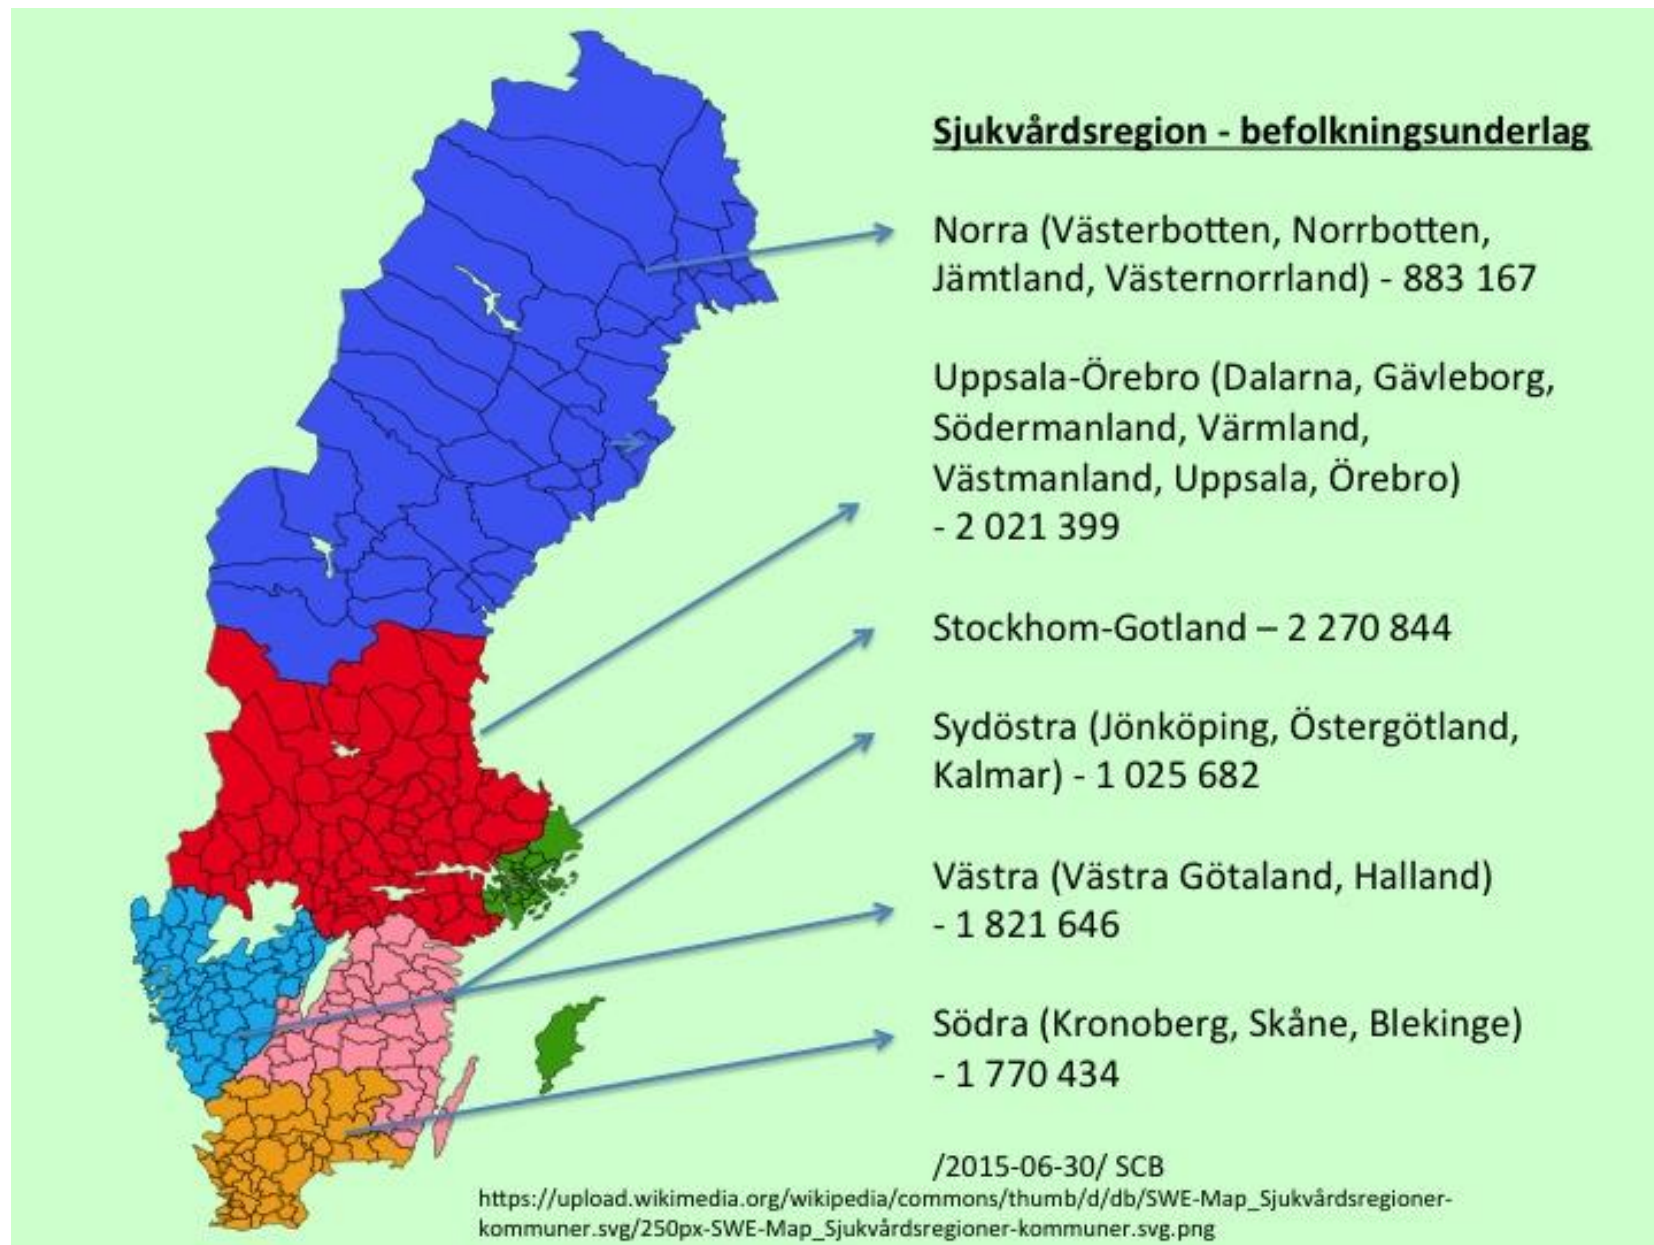 Sjukvårdsregion - befolkningsunderlag
Norra (Västerbotten, Norrbotten,
Jämtland, Västernorrland) - 883 167
Uppsala-Örebro (Dalarna, Gävleborg,
Södermanland, Värmland,
Västmanland, Uppsala, Örebro)
- 2 021 399
Stockhom-Gotland – 2 270 844
Sydöstra (Jönköping, Östergötland,
Kalmar) - 1 025 682
Västra (Västra Götaland, Halland)
- 1 821 646
Södra (Kronoberg, Skåne, Blekinge)
- 1 770 434
/2015-06-30/ SCB
https://upload.wikimedia.org/wikipedia/commons/thumb/d/db/SWE-Map_Sjukvårdsregioner-
kommuner.svg/250px-SWE-Map_Sjukvårdsregioner-kommuner.svg.png